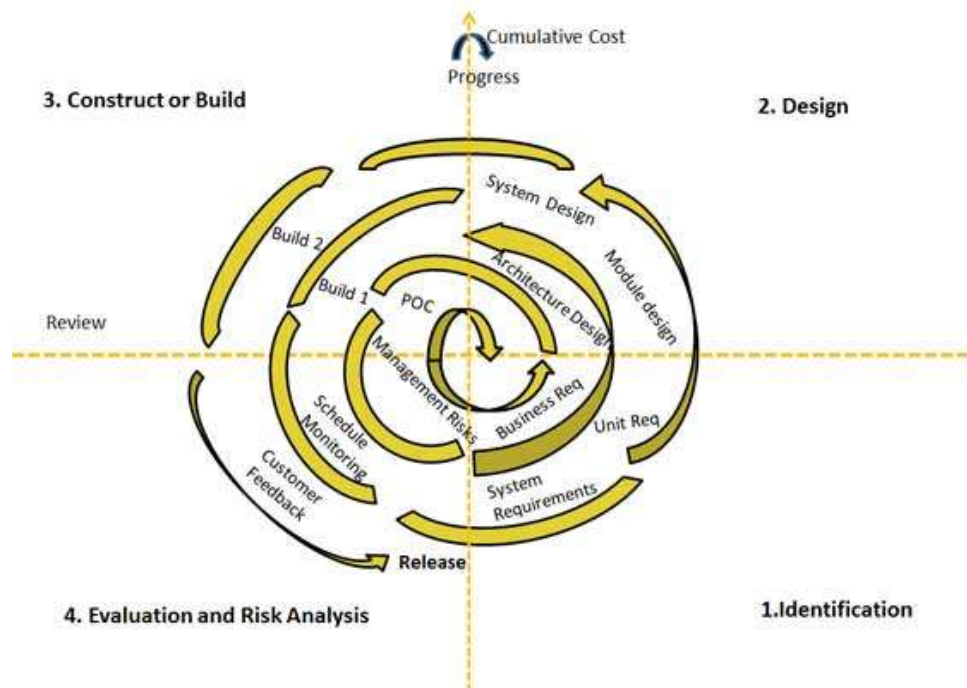 Cumulative Cost
Progress
3. Construct or Build
2. Design
System Design
Build 2
Module design
Architecture Design
Build 1
POC
Review
Management Risks
Business Req
Unit Req
Schedule
Monitoring
System
Requirements
Customer
Feedback
Release
4. Evaluation and Risk Analysis
1.Identification